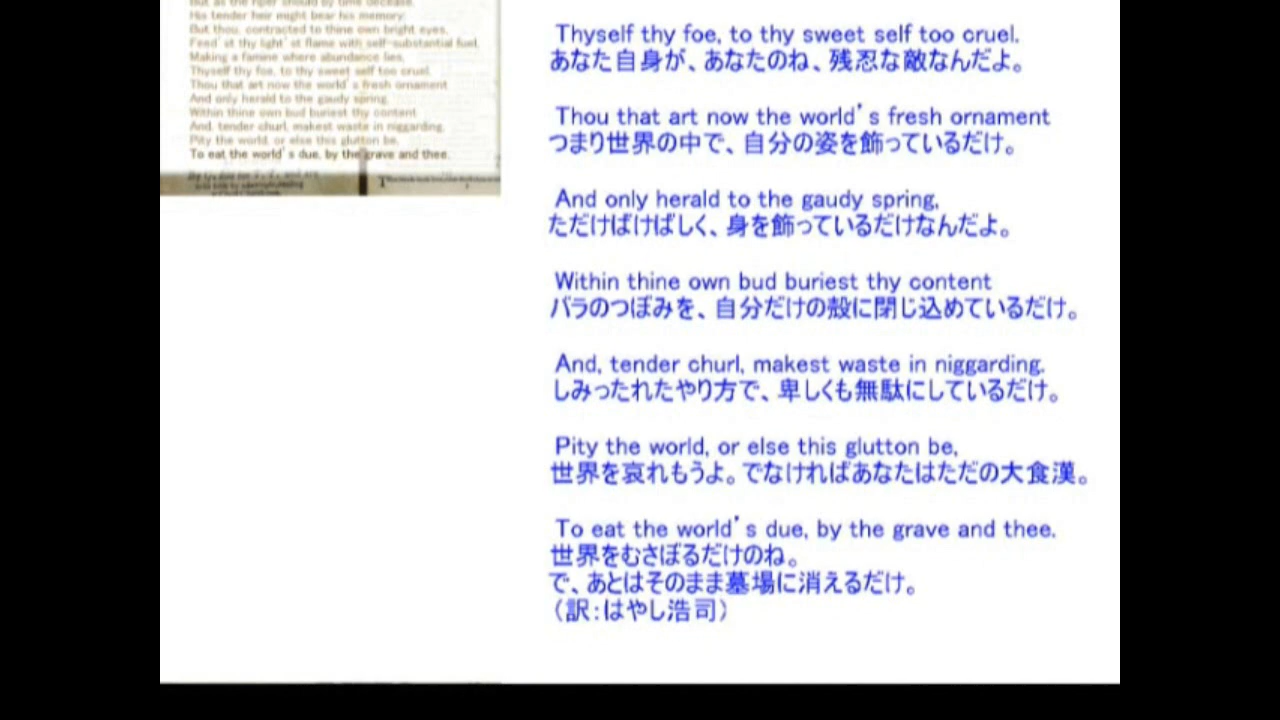 But as the riper should by time decease,
His tender heir might bear his memory:
But thou, contracted to thine own bright eyes,
Feed'st thy light's flame with self-substantial fuel,
Making a famine where abundance lies,
Thyself thy foe, to thy sweet self too cruel.
Thou that art now the world's fresh ornament
And only herald to the gaudy spring,
Within thine own bud buriest thy content
And, tender churl, makest waste in niggarding.
Pity the world, or else this glutton be,
To eat the world's due, by the grave and thee.
Thyself thy foe, to thy sweet self too cruel.
あなた自身が、あなたのね、残忍な敵なんだよ。
Thou that art now the world's fresh ornament
つまり世界の中で、自分の姿を飾っているだけ。
And only herald to the gaudy spring,
ただけばけばしく、身を飾っているだけなんだよ。
Within thine own bud buriest thy content
バラのつぼみを、自分だけの殻に閉じ込めているだけ。
And, tender churl, makest waste in niggarding.
しみったれたやり方で、卑しくも無駄にしているだけ。
Pity the world, or else this glutton be,
世界を哀れもうよ。でなければあなたはただの大食漢。
To eat the world's due, by the grave and thee.
世界をむさぼるだけのね。
で、あとはそのまま墓場に消えるだけ。
（訳：はやし浩司）